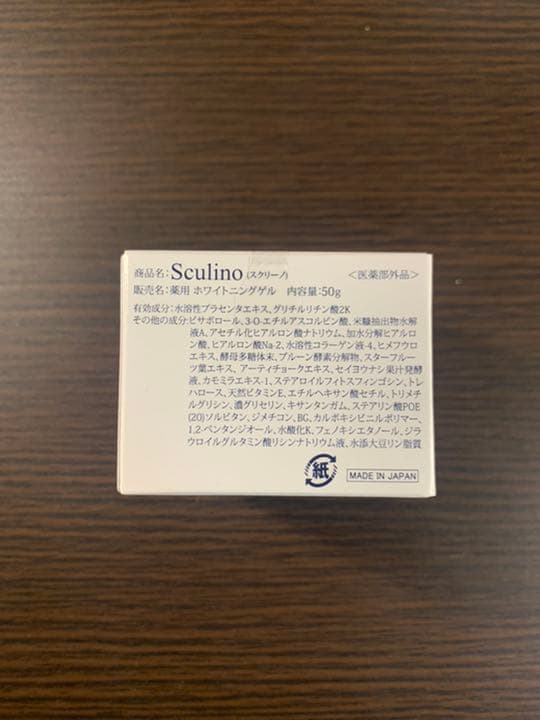 商品名:Sculino(スクリーノ) <医薬部外品>
販売名:薬用 ホワイトニングゲル 内容量:50g
有効成分:水溶性プラセンタエキス、グリチルリチン酸2K
その他の成分:ビサボロール、3-O-エチルアスコルビン酸、米糠抽出物水解
液A、アセチル化ヒアルロン酸ナトリウム、加水分解ヒアルロ
ン酸、ヒアルロン酸Na-2、水溶性コラーゲン液-4、ヒメフウロ
エキス、酵母多糖体末、プルーン酵素分解物、スターフルー
ツ葉エキス、アーティチョークエキス、セイヨウナシ果汁発酵
液、カモミラエキス-1、ステアロイルフィトスフィンゴシン、トレ
ハロース、天然ビタミンE、エチルヘキサン酸セチル、トリメチ
ルグリシン、濃グリセリン、キサンタンガム、ステアリン酸POE
(20)ソルビタン、ジメチコン、BG、カルボキシビニルポリマー、
1,2-ペンタンジオール、水酸化K、フェノキシエタノール、ジラ
ウロイルグルタミン酸リシンナトリウム液、水添大豆リン脂質
紙
MADE IN JAPAN